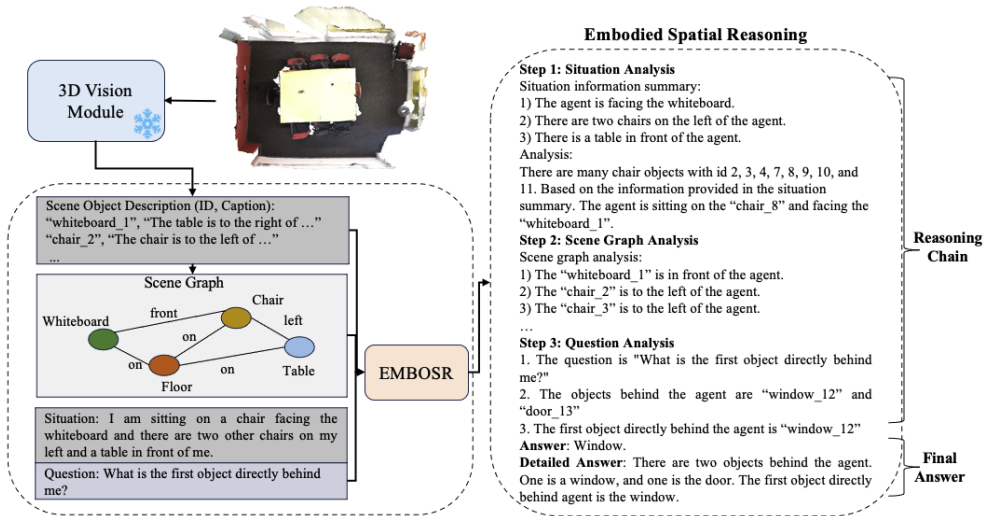 3D Vision
Module
Scene Object Description (ID, Caption):
“whiteboard_1”, “The table is to the right of …”
“chair_2”, “The chair is to the left of …”
...
Scene Graph
Chair
front
left
Whiteboard
on
on
on
Table
Floor
Situation: I am sitting on a chair facing the
whiteboard and there are two other chairs on my
left and a table in front of me.
Question: What is the first object directly behind
me?
EMBOSR
Embodied Spatial Reasoning
Step 1: Situation Analysis
Situation information summary:
1) The agent is facing the whiteboard.
2) There are two chairs on the left of the agent.
3) There is a table in front of the agent.
Analysis:
There are many chair objects with id 2, 3, 4, 7, 8, 9, 10, and
11. Based on the information provided in the situation
summary. The agent is sitting on the “chair_8” and facing the
“whiteboard_1”.
Step 2: Scene Graph Analysis
Scene graph analysis:
1) The “whiteboard_1” is in front of the agent.
2) The “chair_2” is to the left of the agent.
3) The “chair_3” is to the left of the agent.
…
Step 3: Question Analysis
1. The question is "What is the first object directly behind
me?"
2. The objects behind the agent are “window_12” and
“door_13”
3. The first object directly behind the agent is “window_12”
Answer: Window.
Detailed Answer: There are two objects behind the agent.
One is a window, and one is the door. The first object directly
behind agent is the window.
Reasoning
Chain
Final
Answer